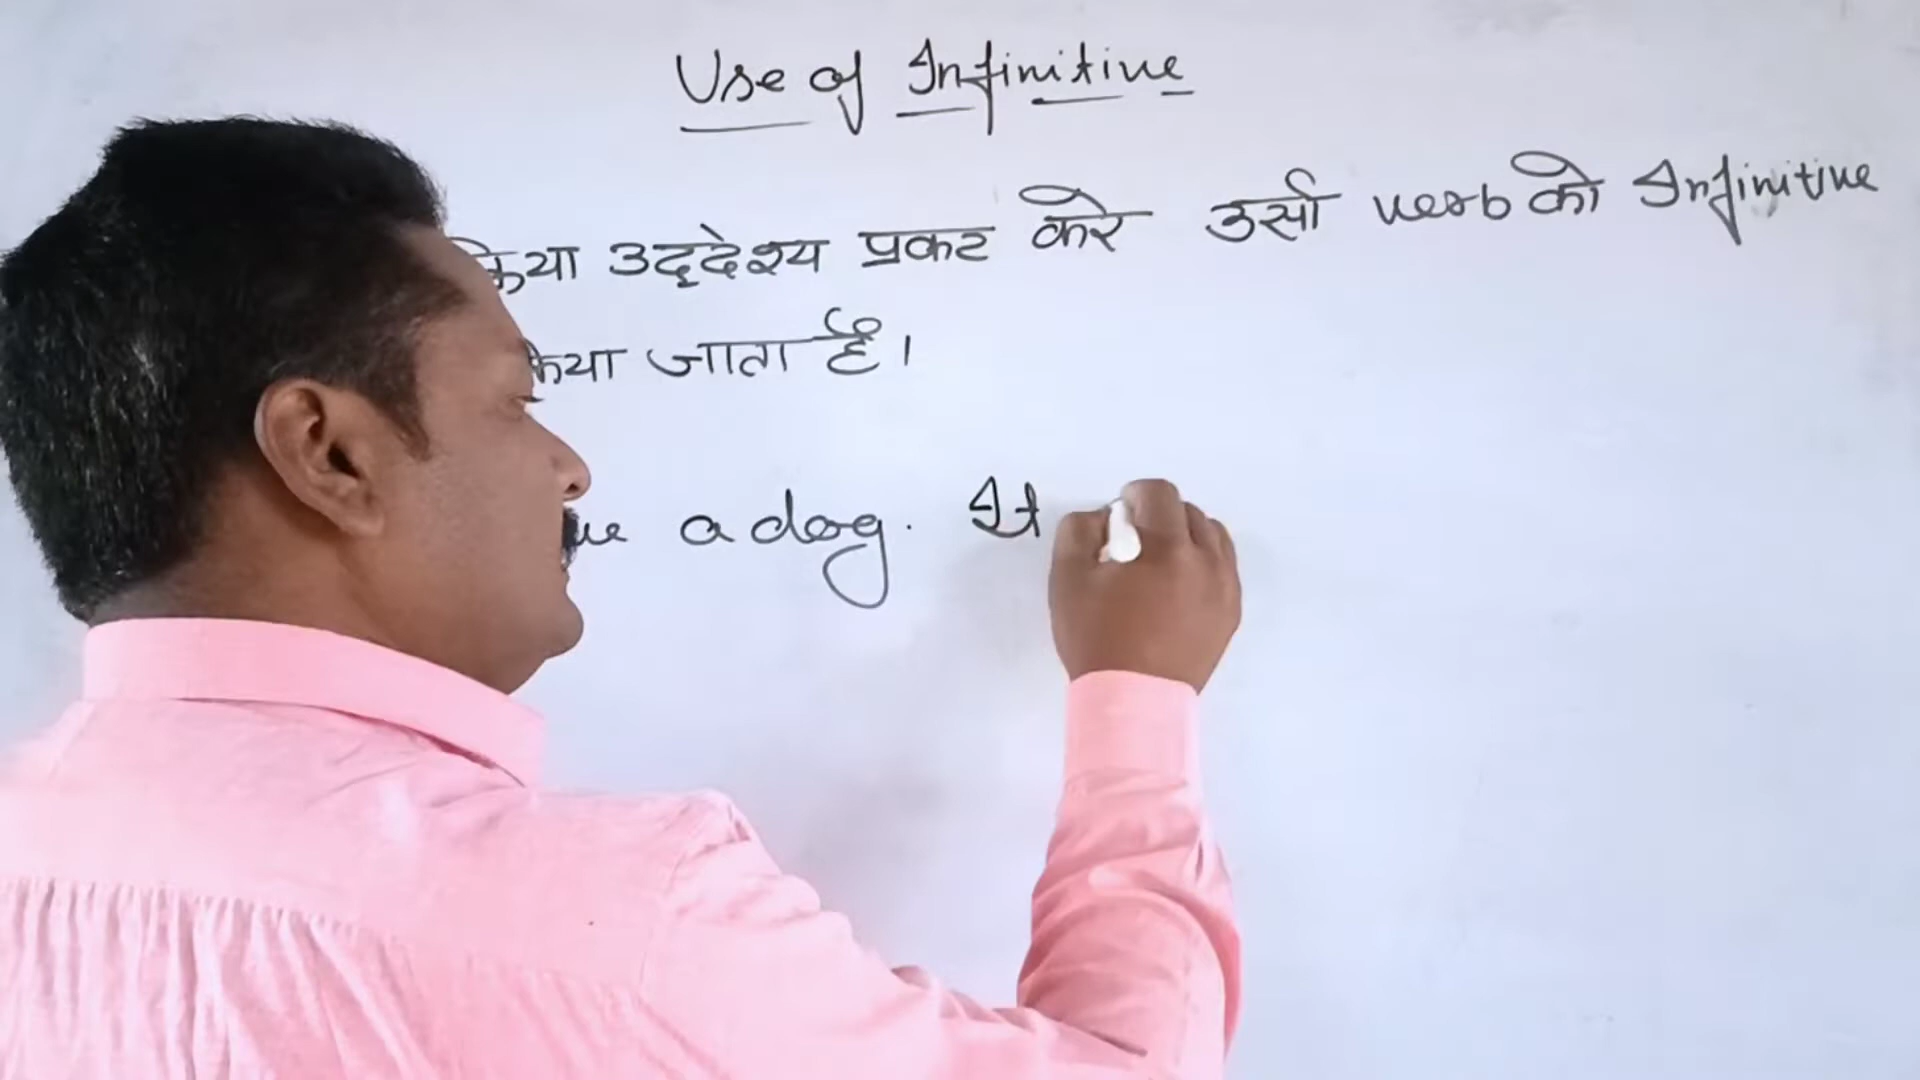 Use of Infinitive
क्रिया उद्देश्य प्रकट करे उसी verb को Infinitive
किया जाता है।
a dog. It